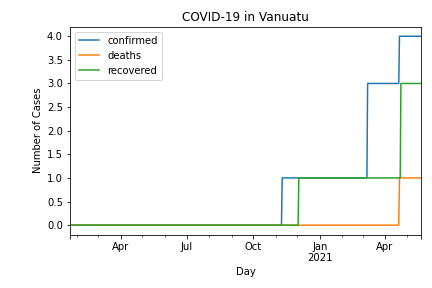 COVID-19 in Vanuatu
confirmed
deaths
recovered
Number of Cases
4.0
3.5
3.0
2.5
2.0
1.5
1.0
0.5
0.0
Apr
Jul
Oct
Jan
2021
Apr
Day